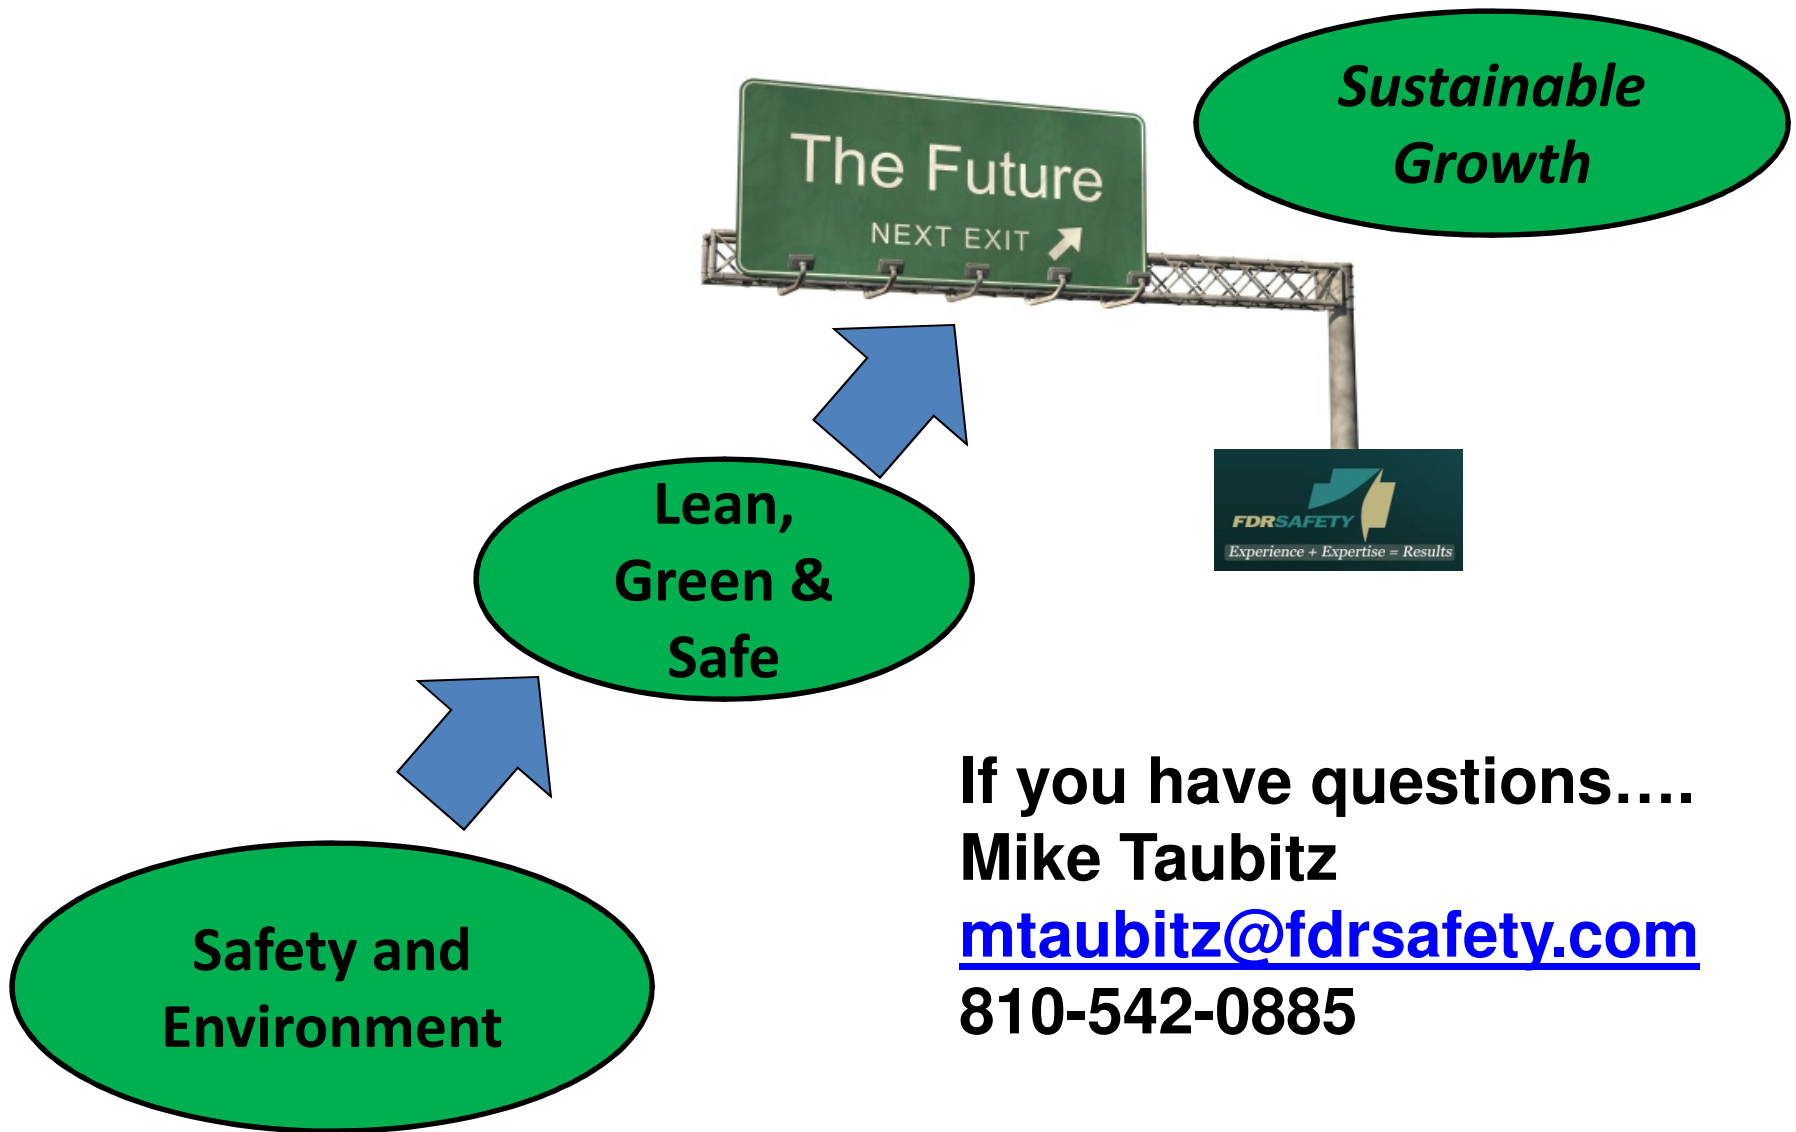 Sustainable
Growth
The Future
NEXT EXIT
Lean,
Green &
Safe
FDRSAFETY
Experience + Expertise = Results
Safety and
Environment
If you have questions….
Mike Taubitz
mtaubitz@fdrsafety.com
810-542-0885